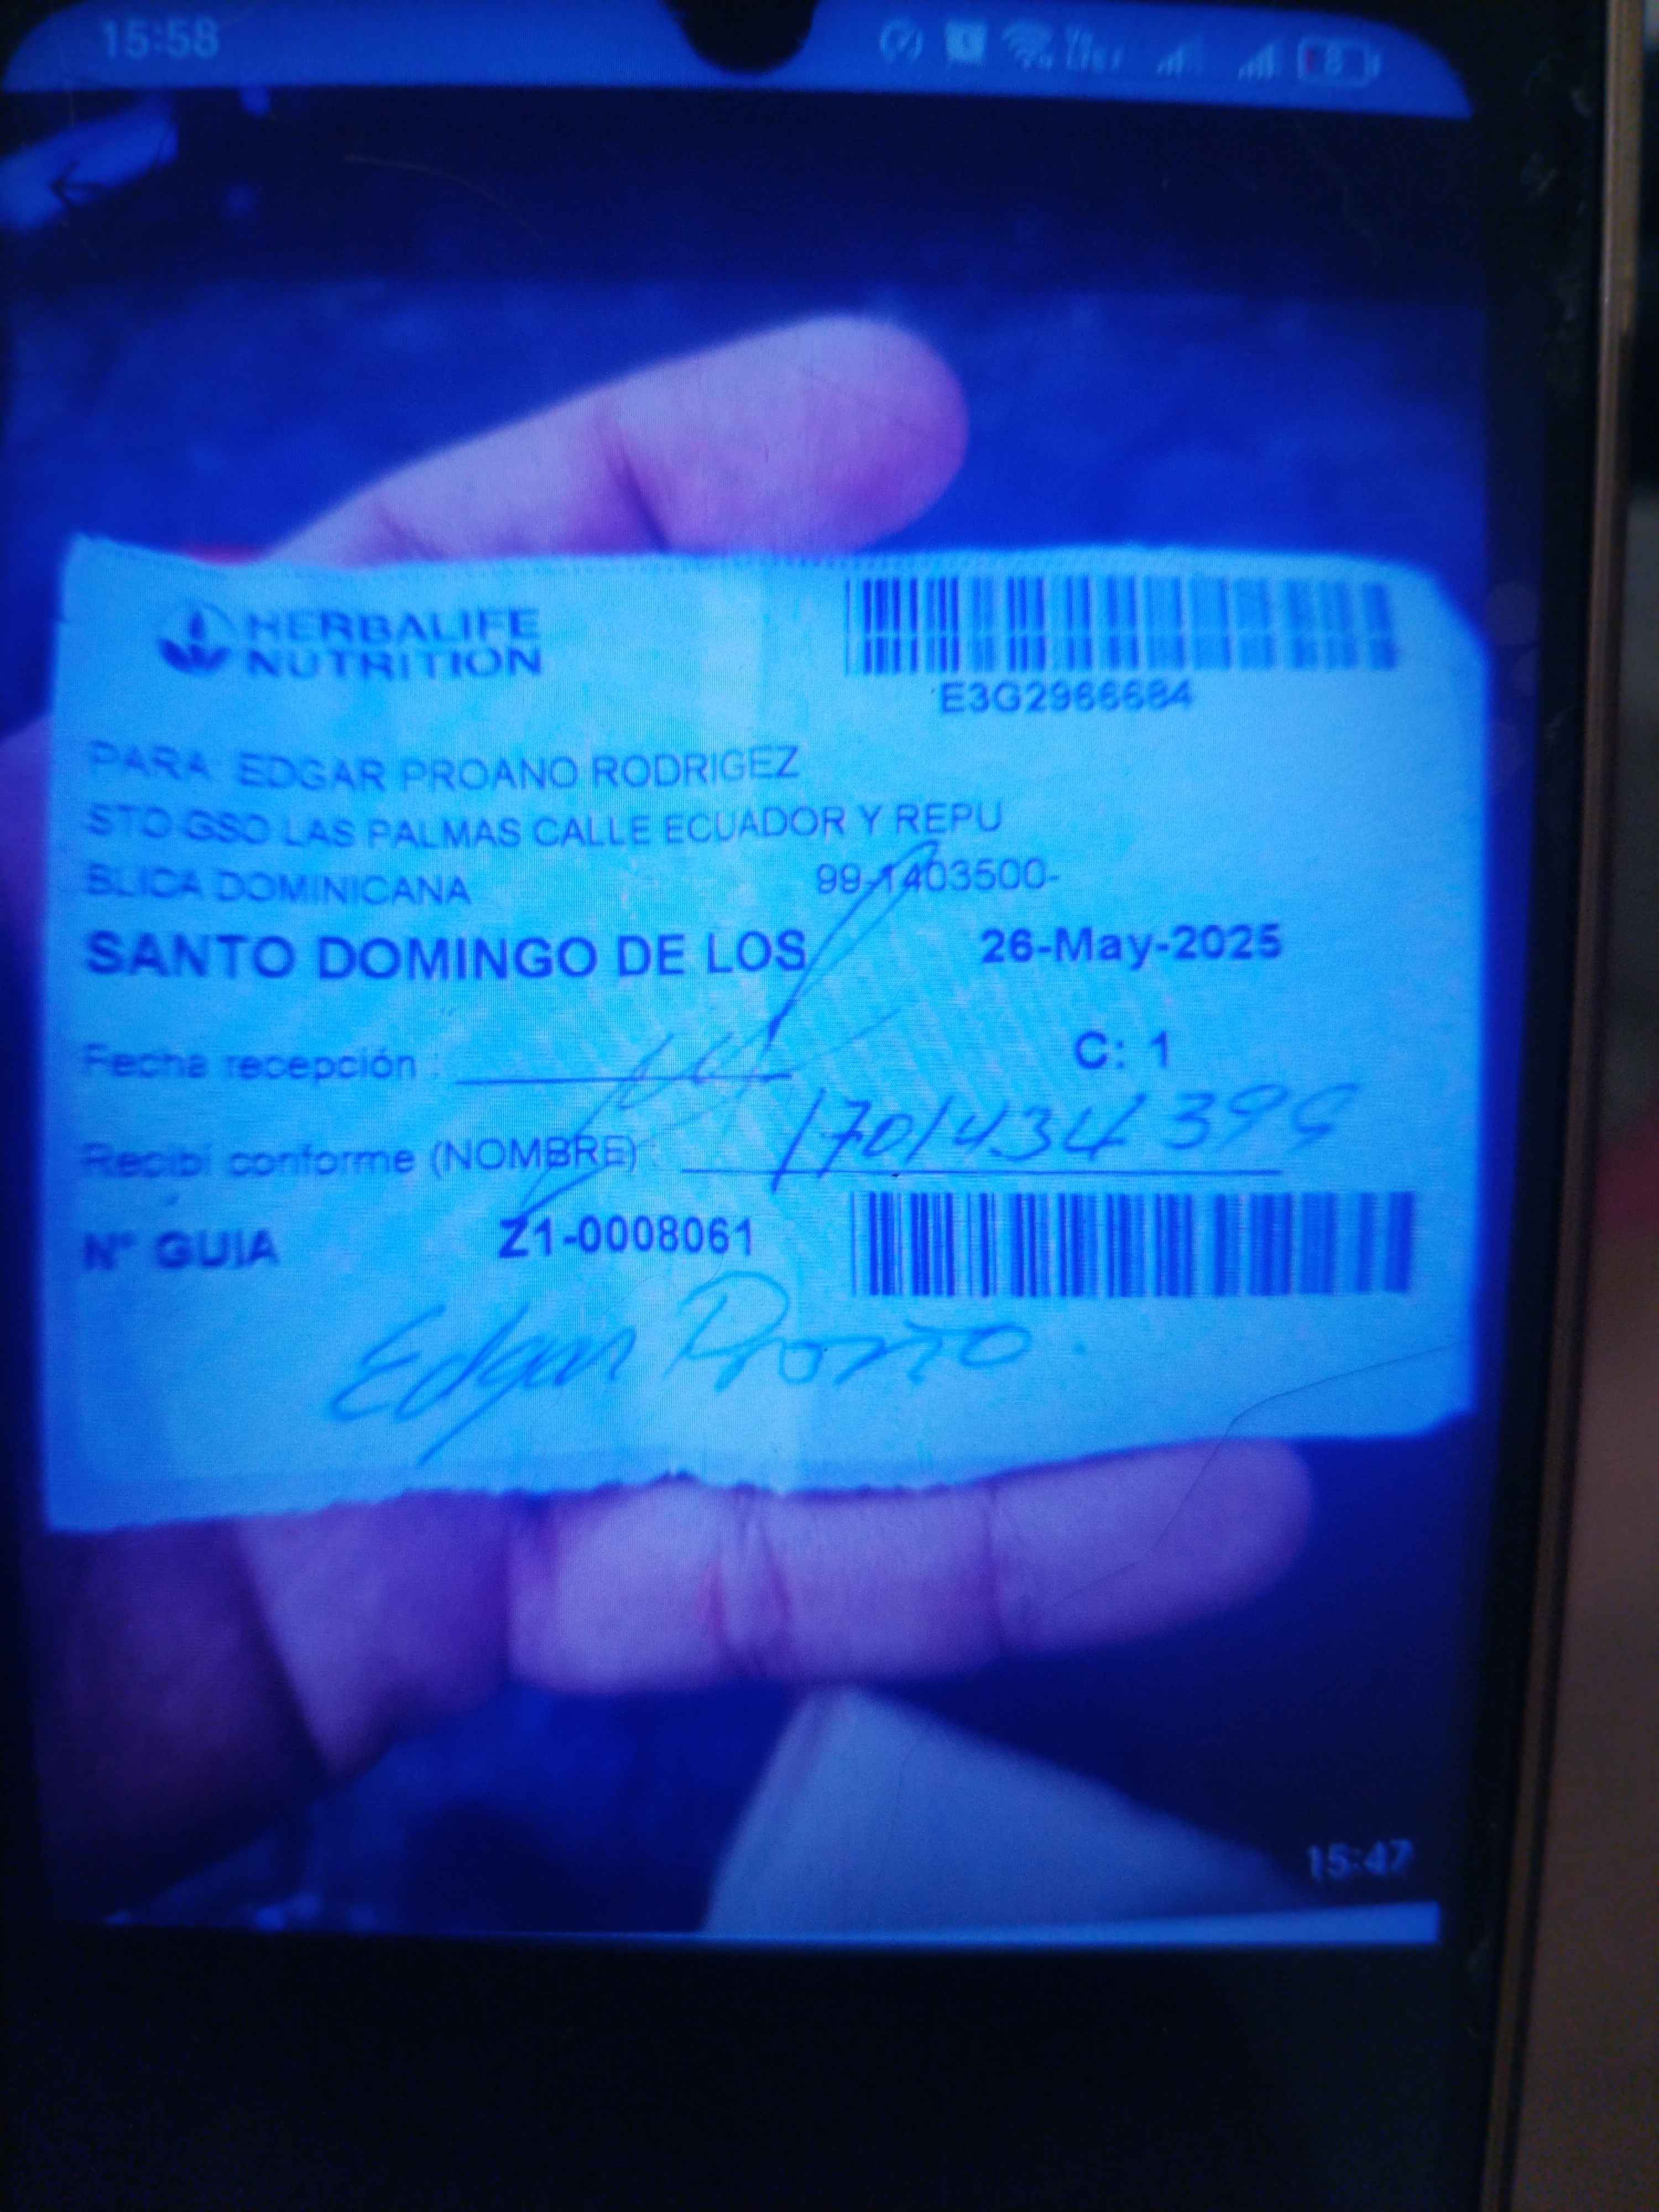 15:58
8
HERBALIFE
NUTRITION
E3G2966684
PARA EDGAR PROANO RODRIGEZ
STO GSO LAS PALMAS CALLE ECUADOR Y REPU
BLICA DOMINICANA 99-1403500-
SANTO DOMINGO DE LOS 26-May-2025
Fecha recepción : C: 1
Recibí conforme (NOMBRE) : 1701434399
N° GUIA Z1-0008061
Edgar Proaño
15:47